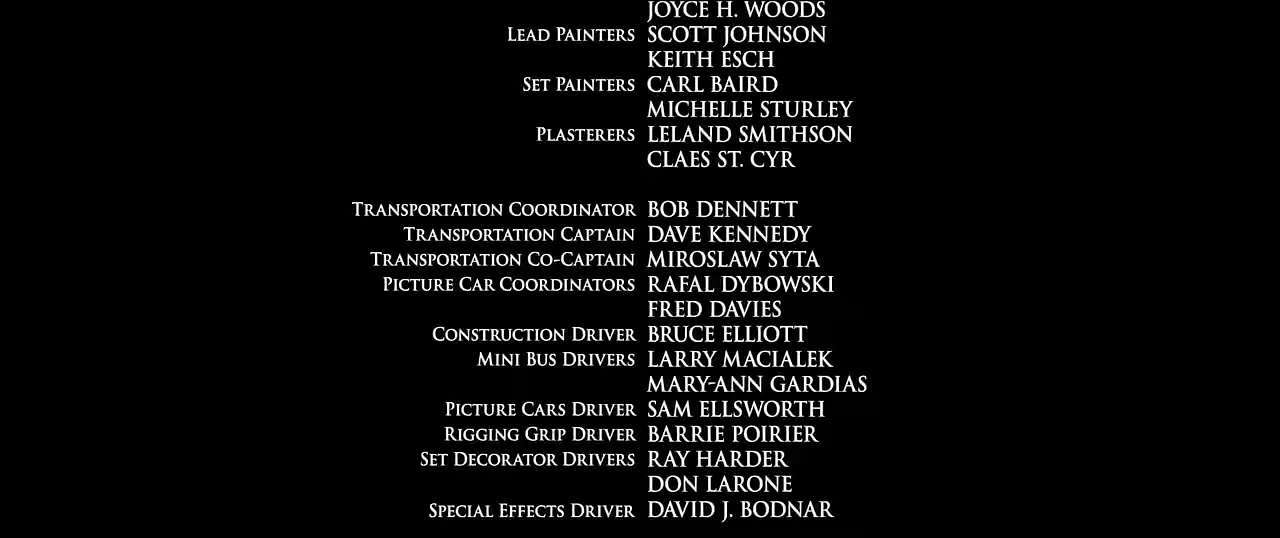 JOYCE H. WOODS
LEAD PAINTERS SCOTT JOHNSON
KEITH ESCH
SET PAINTERS CARL BAIRD
MICHELLE STURLEY
PLASTERERS LELAND SMITHSON
CLAES ST. CYR
TRANSPORTATION COORDINATOR BOB DENNETT
TRANSPORTATION CAPTAIN DAVE KENNEDY
TRANSPORTATION CO-CAPTAIN MIROSLAW SYTA
PICTURE CAR COORDINATORS RAFAL DYBOWSKI
FRED DAVIES
CONSTRUCTION DRIVER BRUCE ELLIOTT
MINI BUS DRIVERS LARRY MACIALEK
MARY-ANN GARDIAS
PICTURE CARS DRIVER SAM ELLSWORTH
RIGGING GRIP DRIVER BARRIE POIRIER
SET DECORATOR DRIVERS RAY HARDER
DON LARONE
SPECIAL EFFECTS DRIVER DAVID J. BODNAR